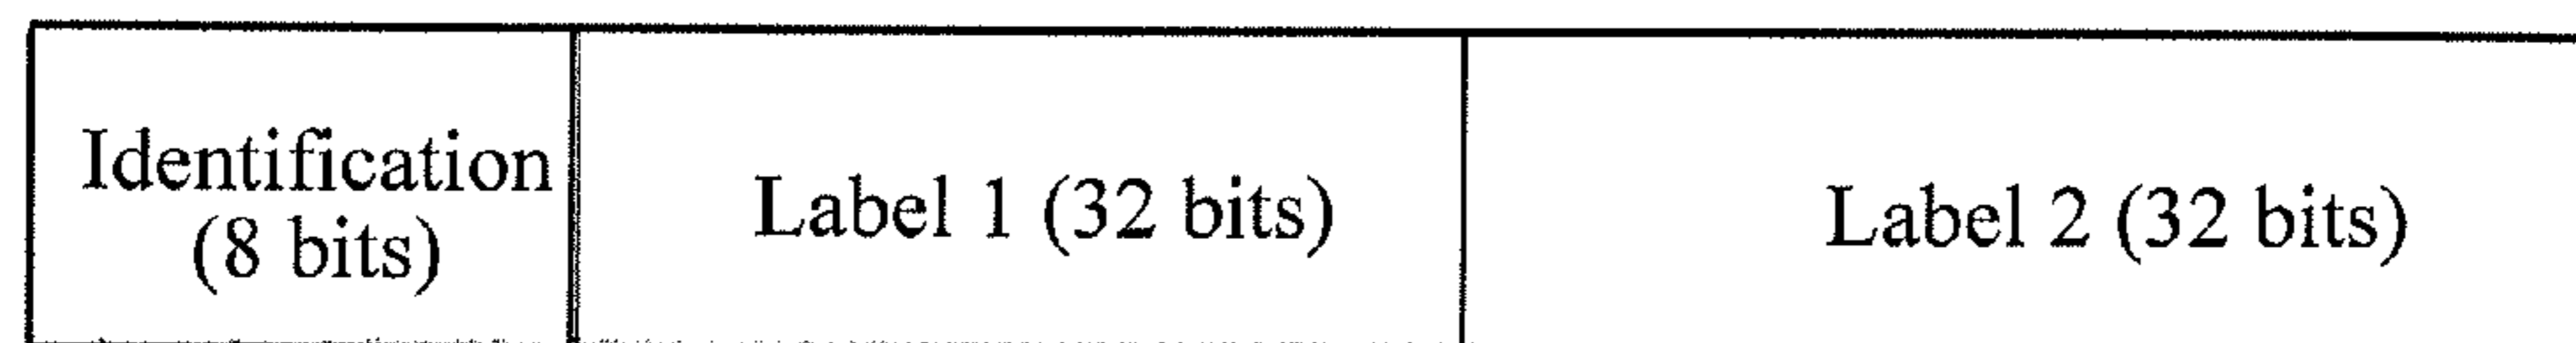 Identification
(8 bits)
Label 1 (32 bits)
Label 2 (32 bits)